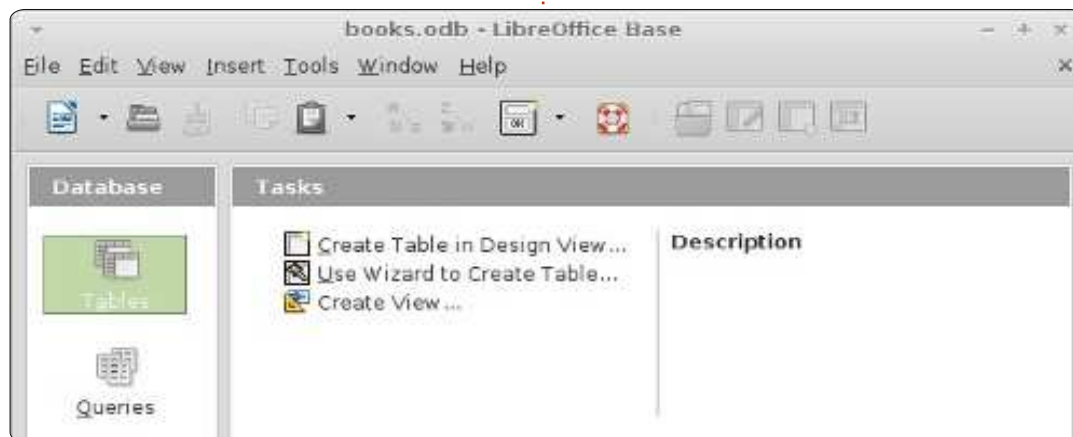 books.odb - LibreOffice Base
File Edit View Insert Tools Window Help
Database
Tasks
Create Table in Design View...
Use Wizard to Create Table...
Create View...
Description
Tables
Queries